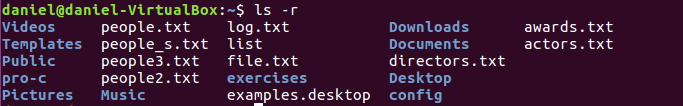 daniel@daniel-VirtualBox:~$ ls -r
Videos people.txt log.txt Downloads awards.txt
Templates people_s.txt list Documents actors.txt
Public people3.txt file.txt directors.txt
pro-c people2.txt exercises Desktop
Pictures Music examples.desktop config